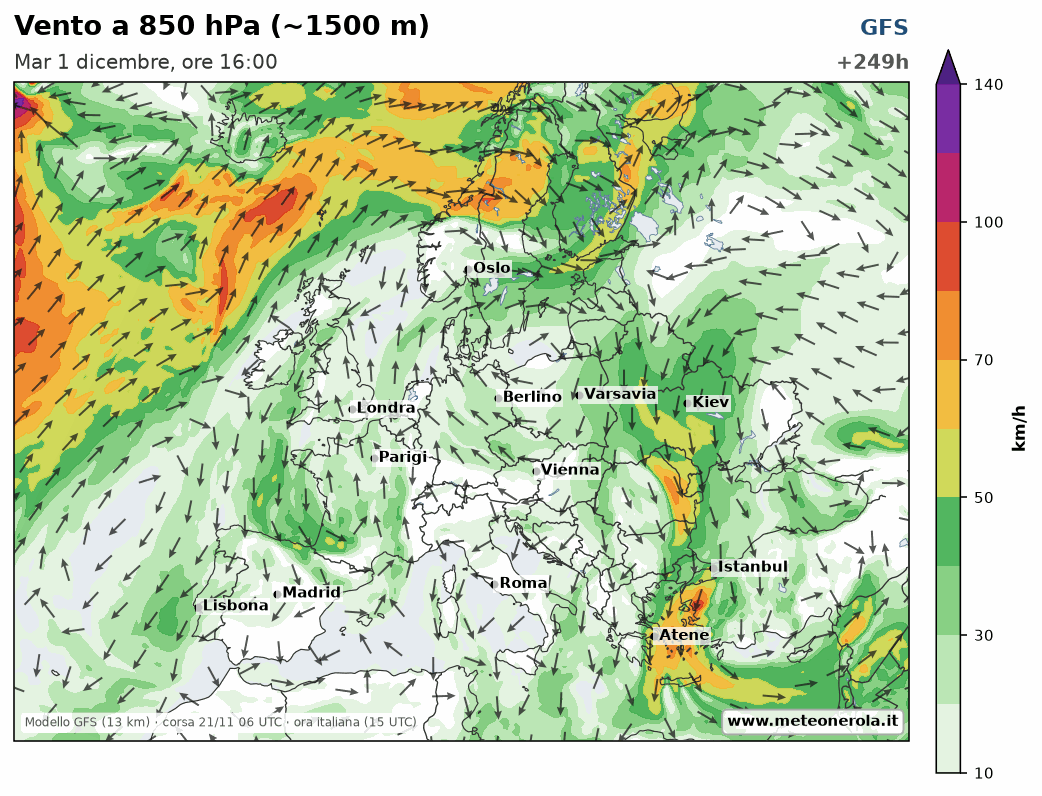 Vento a 850 hPa (~1500 m)
GFS
Mar 1 dicembre, ore 16:00
+249h
140
100
70
50
30
10
km/h
Oslo
Londra
Berlino
Varsavia
Kiev
Parigi
Vienna
Istanbul
Roma
Madrid
Lisbona
Atene
Modello GFS (13 km) · corsa 21/11 06 UTC · ora italiana (15 UTC)
www.meteonerola.it